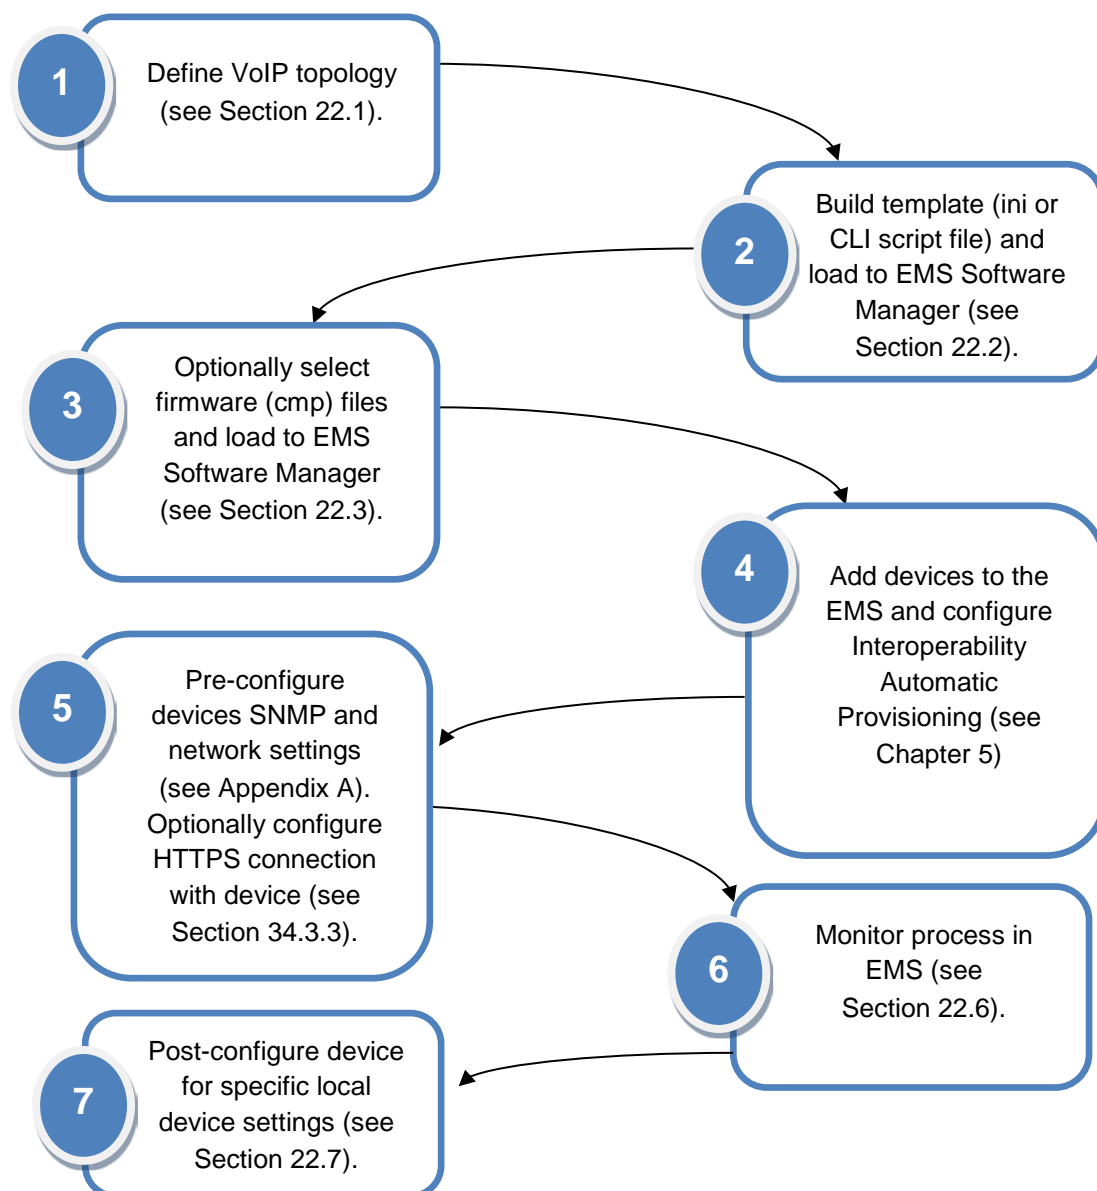 1
Define VoIP topology
(see Section 22.1).
2
Build template (ini or
CLI script file) and
load to EMS Software
Manager (see
Section 22.2).
3
Optionally select
firmware (cmp) files
and load to EMS
Software Manager
(see Section 22.3).
4
Add devices to the
EMS and configure
Interoperability
Automatic
Provisioning (see
Chapter 5)
5
Pre-configure
devices SNMP and
network settings
(see Appendix A).
Optionally configure
HTTPS connection
with device (see
Section 34.3.3).
6
Monitor process in
EMS (see
Section 22.6).
7
Post-configure device
for specific local
device settings (see
Section 22.7).